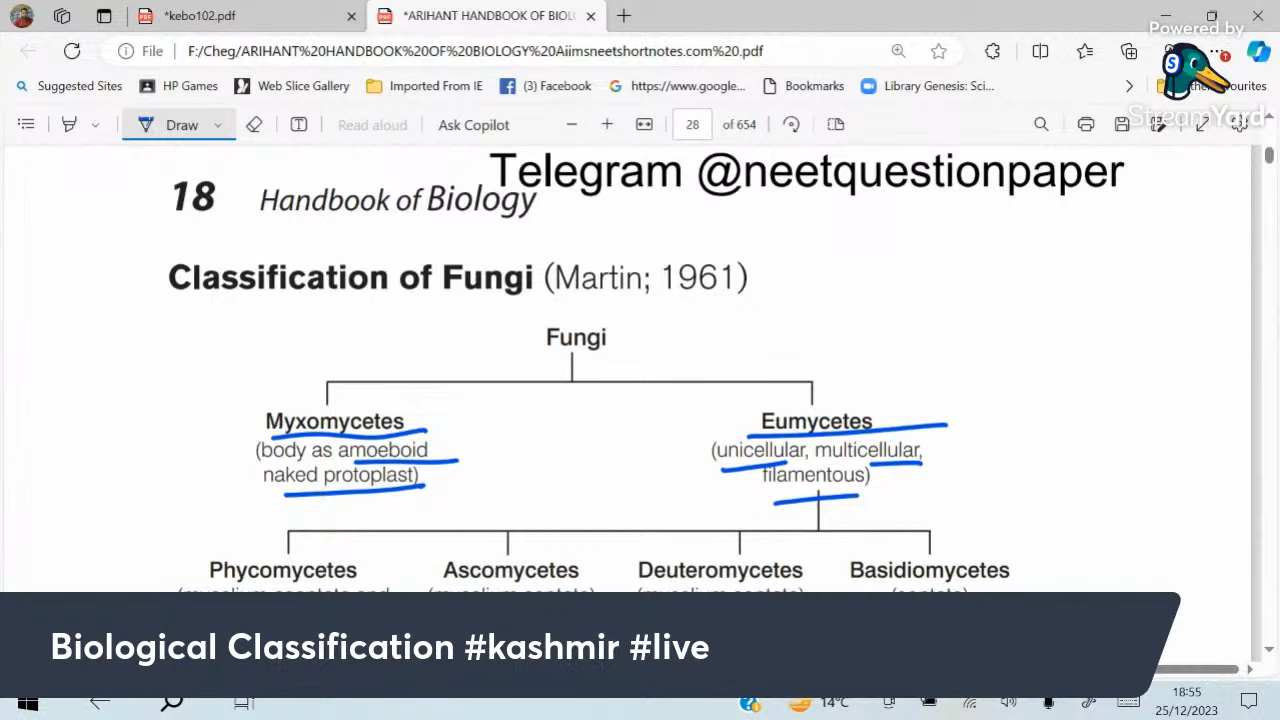 *kebo102.pdf
*ARIHANT HANDBOOK OF BIOL
Powered by
File
F:/Cheg/ARIHANT%20HANDBOOK%20OF%20BIOLOGY%20Aiimsneetshortnotes.com%20.pdf
Suggested Sites
HP Games
Web Slice Gallery
Imported From IE
(3) Facebook
https://www.google...
Bookmarks
Library Genesis: Sci...
favourites
StreamYard
Draw
Read aloud
Ask Copilot
28
of 654
Telegram @neetquestionpaper
18 Handbook of Biology
Classification of Fungi (Martin; 1961)
Fungi
Myxomycetes
(body as amoeboid
naked protoplast)
Eumycetes
(unicellular, multicellular,
filamentous)
Phycomycetes
Ascomycetes
Deuteromycetes
Basidiomycetes
Biological Classification #kashmir #live
14°C
18:55
25/12/2023